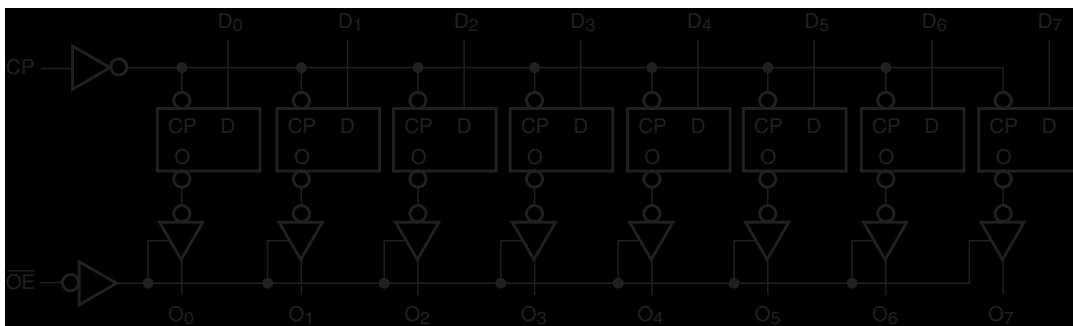 D0 D1 D2 D3 D4 D5 D6 D7
CP
CP D CP D CP D CP D CP D CP D CP D CP D
O O O O O O O O
OE
O0 O1 O2 O3 O4 O5 O6 O7